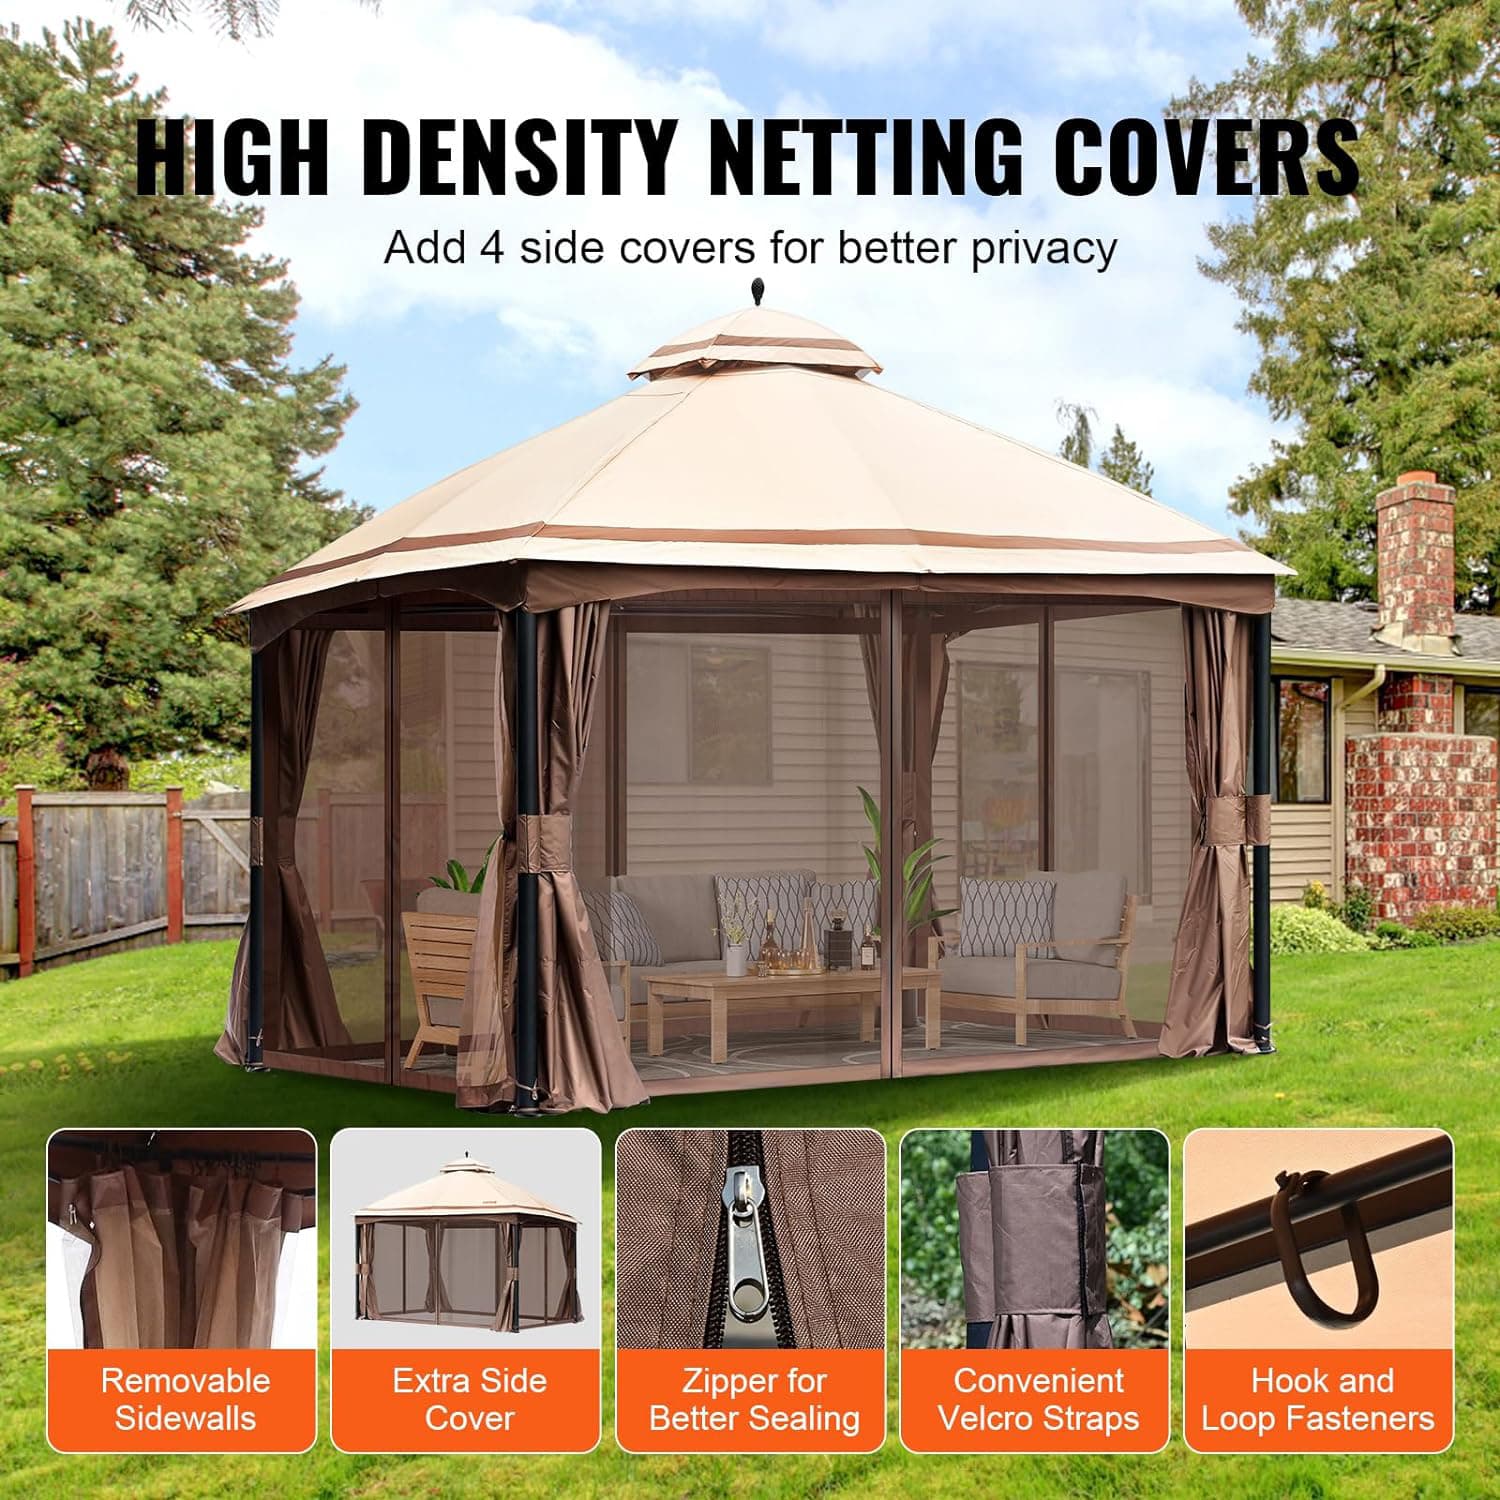 HIGH DENSITY NETTING COVERS
Add 4 side covers for better privacy
Removable
Sidewalls
Extra Side
Cover
Zipper for
Better Sealing
Convenient
Velcro Straps
Hook and
Loop Fasteners